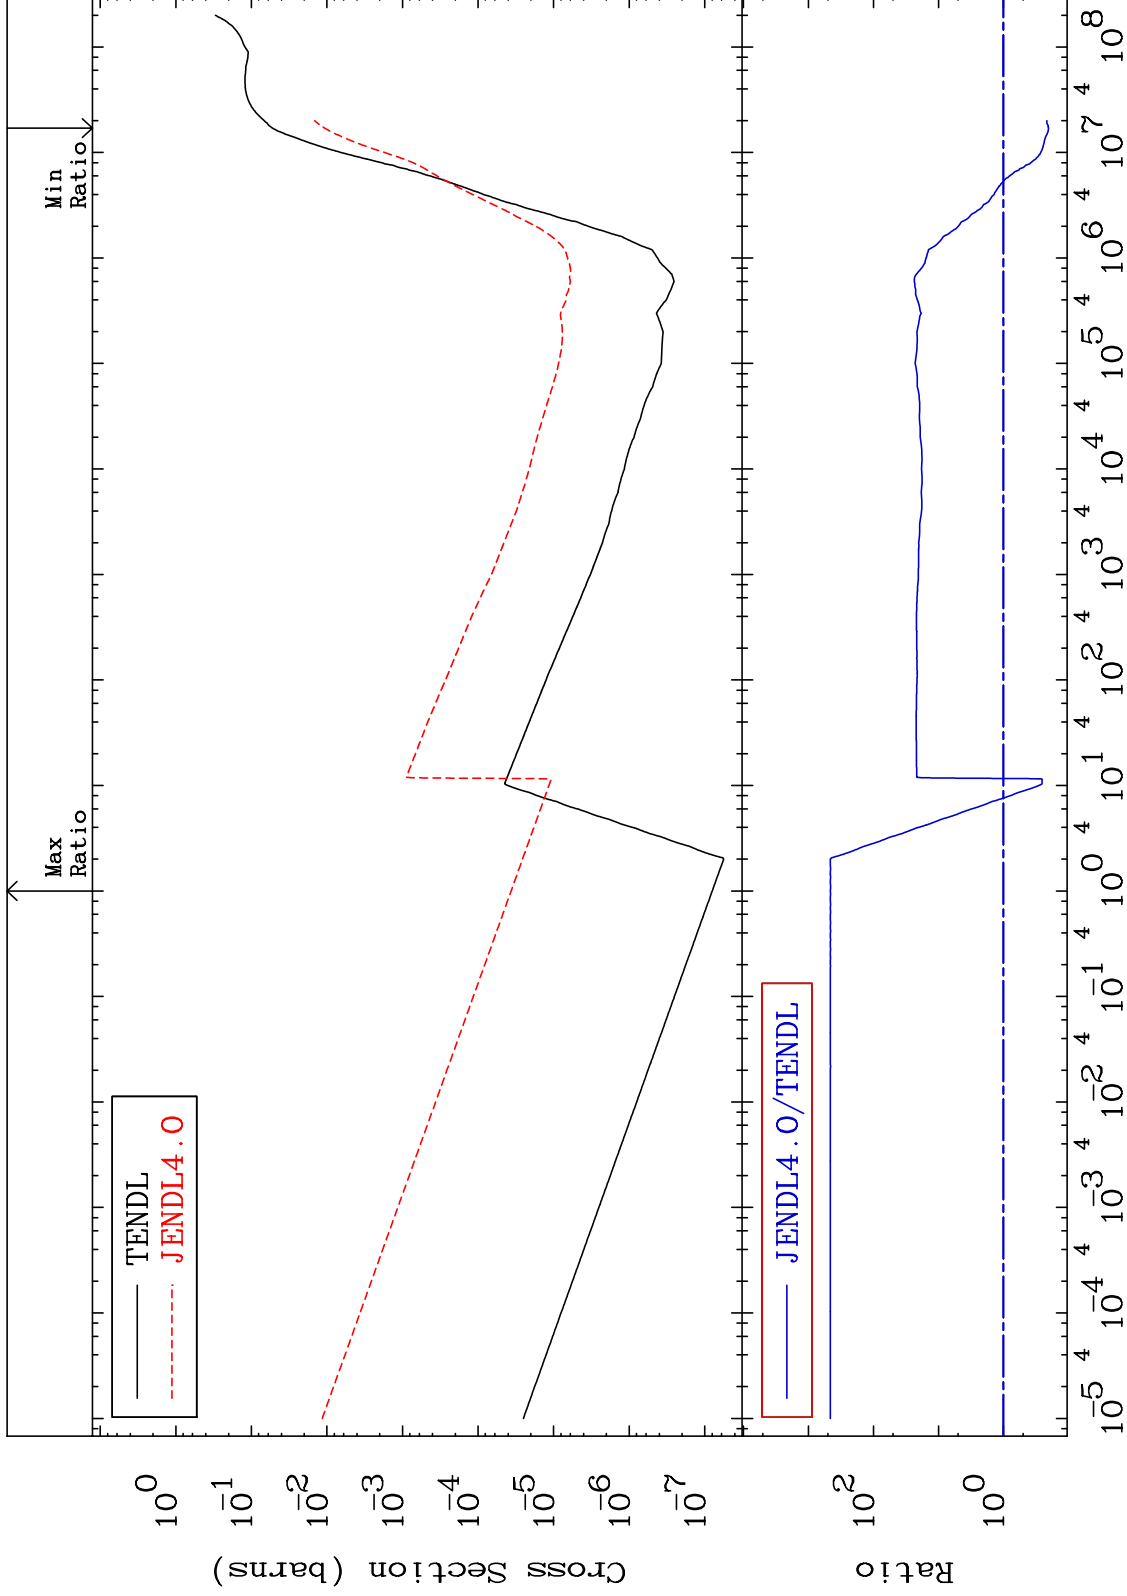 Min
Ratio
Max
Ratio
TENDL
JENDL4.0
JENDL4.0/TENDL
Cross Section (barns)
10^0
10^-1
10^-2
10^-3
10^-4
10^-5
10^-6
10^-7
Ratio
10^2
10^0
10^-5 4 10^-4 4 10^-3 4 10^-2 4 10^-1 4 10^0 4 10^1 4 10^2 4 10^3 4 10^4 4 10^5 4 10^6 4 10^7 4 10^8